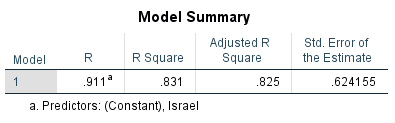 Model Summary
Model R R Square Adjusted R Square Std. Error of the Estimate
1 .911a .831 .825 .624155
a. Predictors: (Constant), Israel